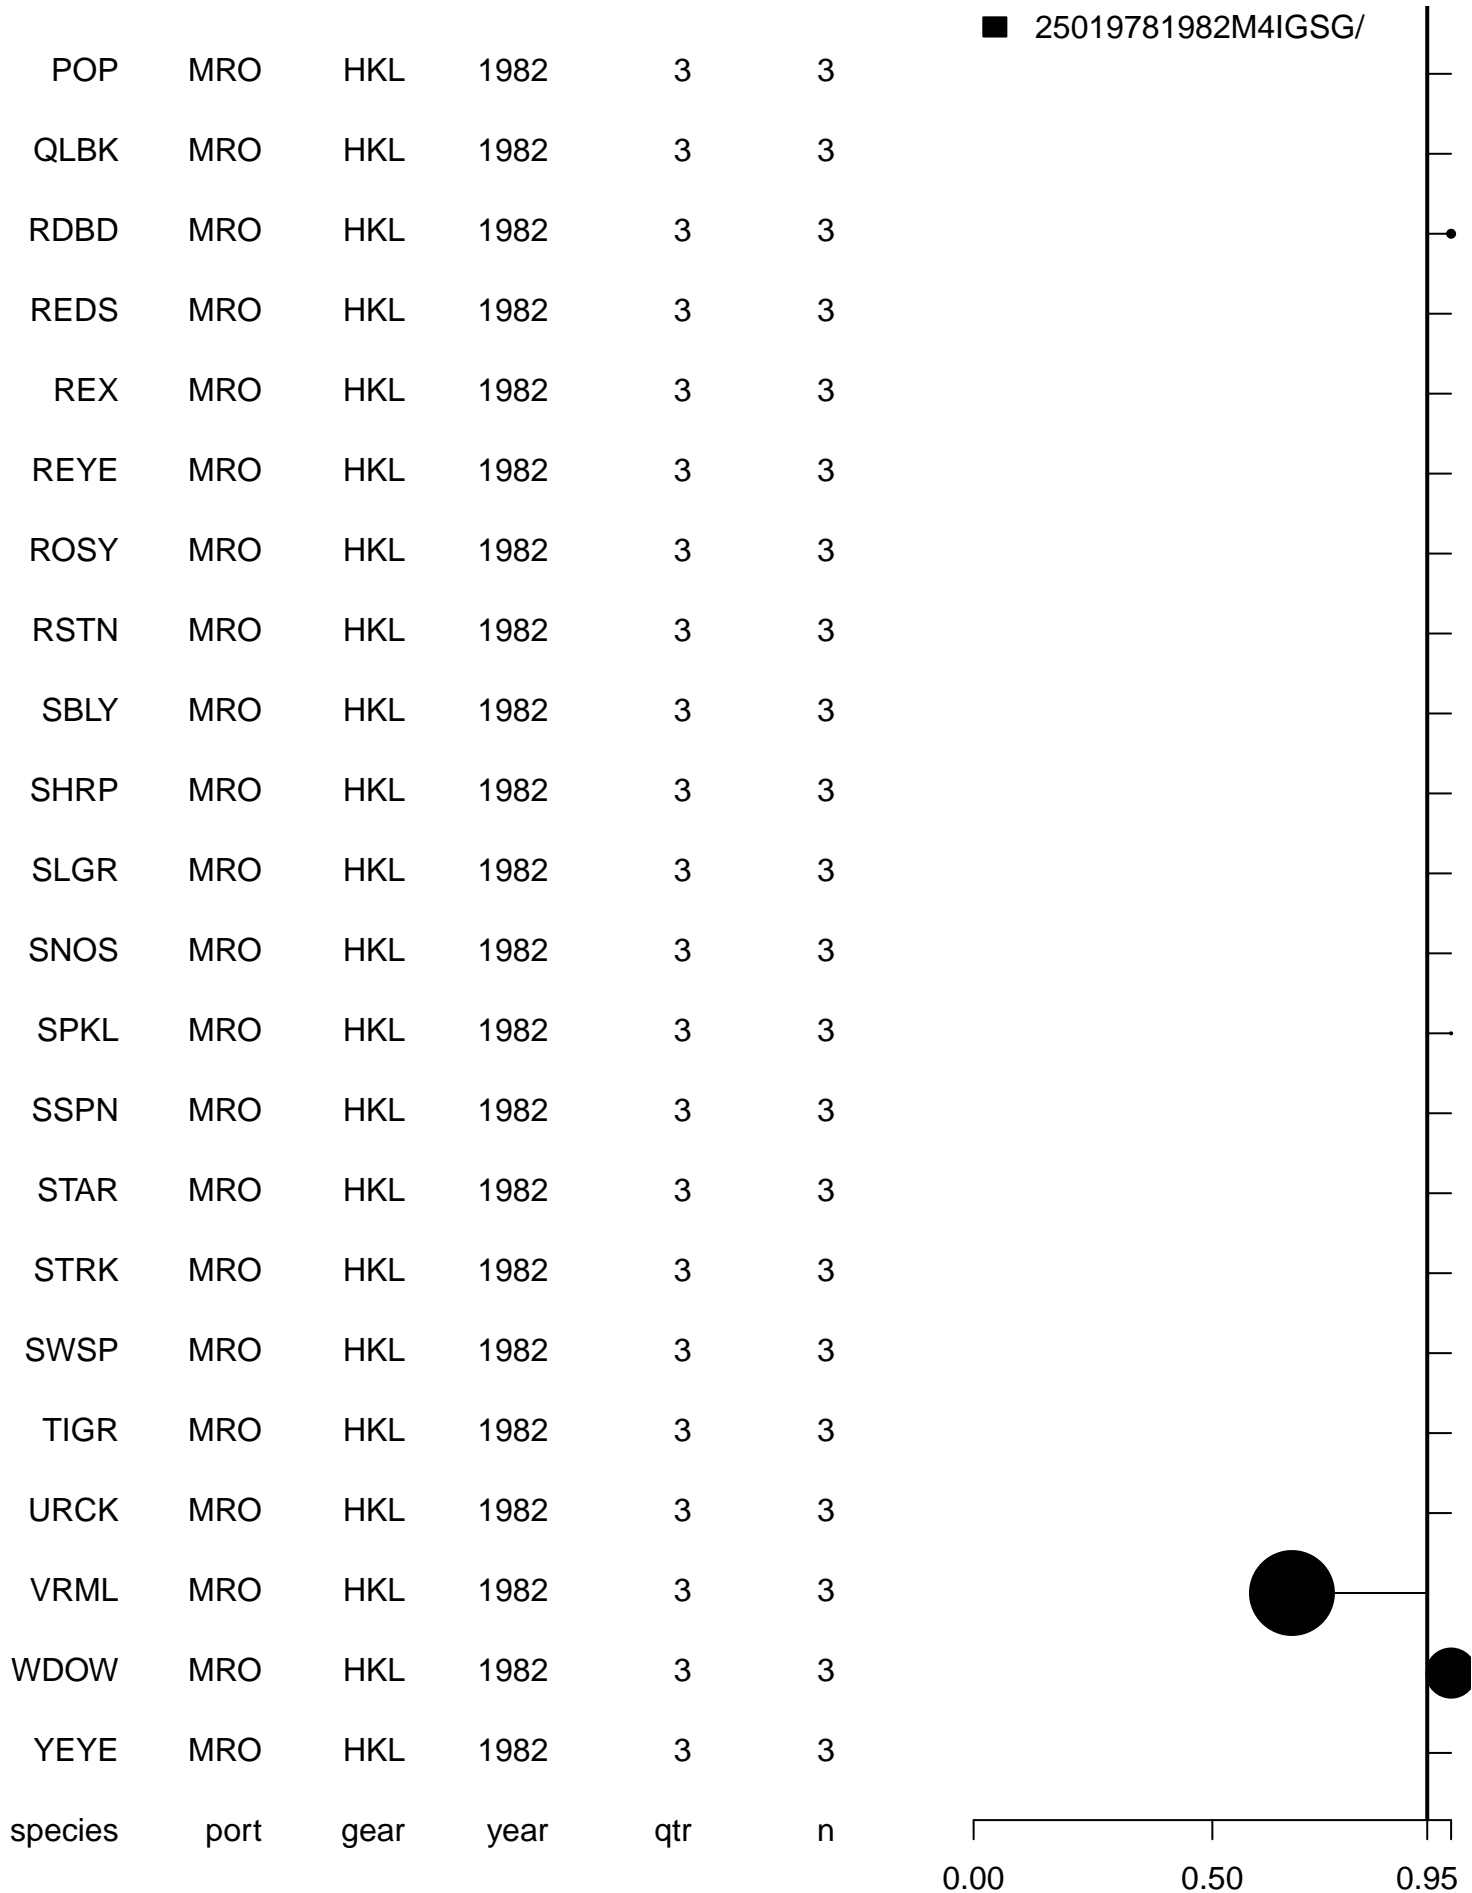 25019781982M4IGSG/
POP MRO HKL 1982 3 3
QLBK MRO HKL 1982 3 3
RDBD MRO HKL 1982 3 3
REDS MRO HKL 1982 3 3
REX MRO HKL 1982 3 3
REYE MRO HKL 1982 3 3
ROSY MRO HKL 1982 3 3
RSTN MRO HKL 1982 3 3
SBLY MRO HKL 1982 3 3
SHRP MRO HKL 1982 3 3
SLGR MRO HKL 1982 3 3
SNOS MRO HKL 1982 3 3
SPKL MRO HKL 1982 3 3
SSPN MRO HKL 1982 3 3
STAR MRO HKL 1982 3 3
STRK MRO HKL 1982 3 3
SWSP MRO HKL 1982 3 3
TIGR MRO HKL 1982 3 3
URCK MRO HKL 1982 3 3
VRML MRO HKL 1982 3 3
WDOW MRO HKL 1982 3 3
YEYE MRO HKL 1982 3 3
species port gear year qtr n
0.00 0.50 0.95